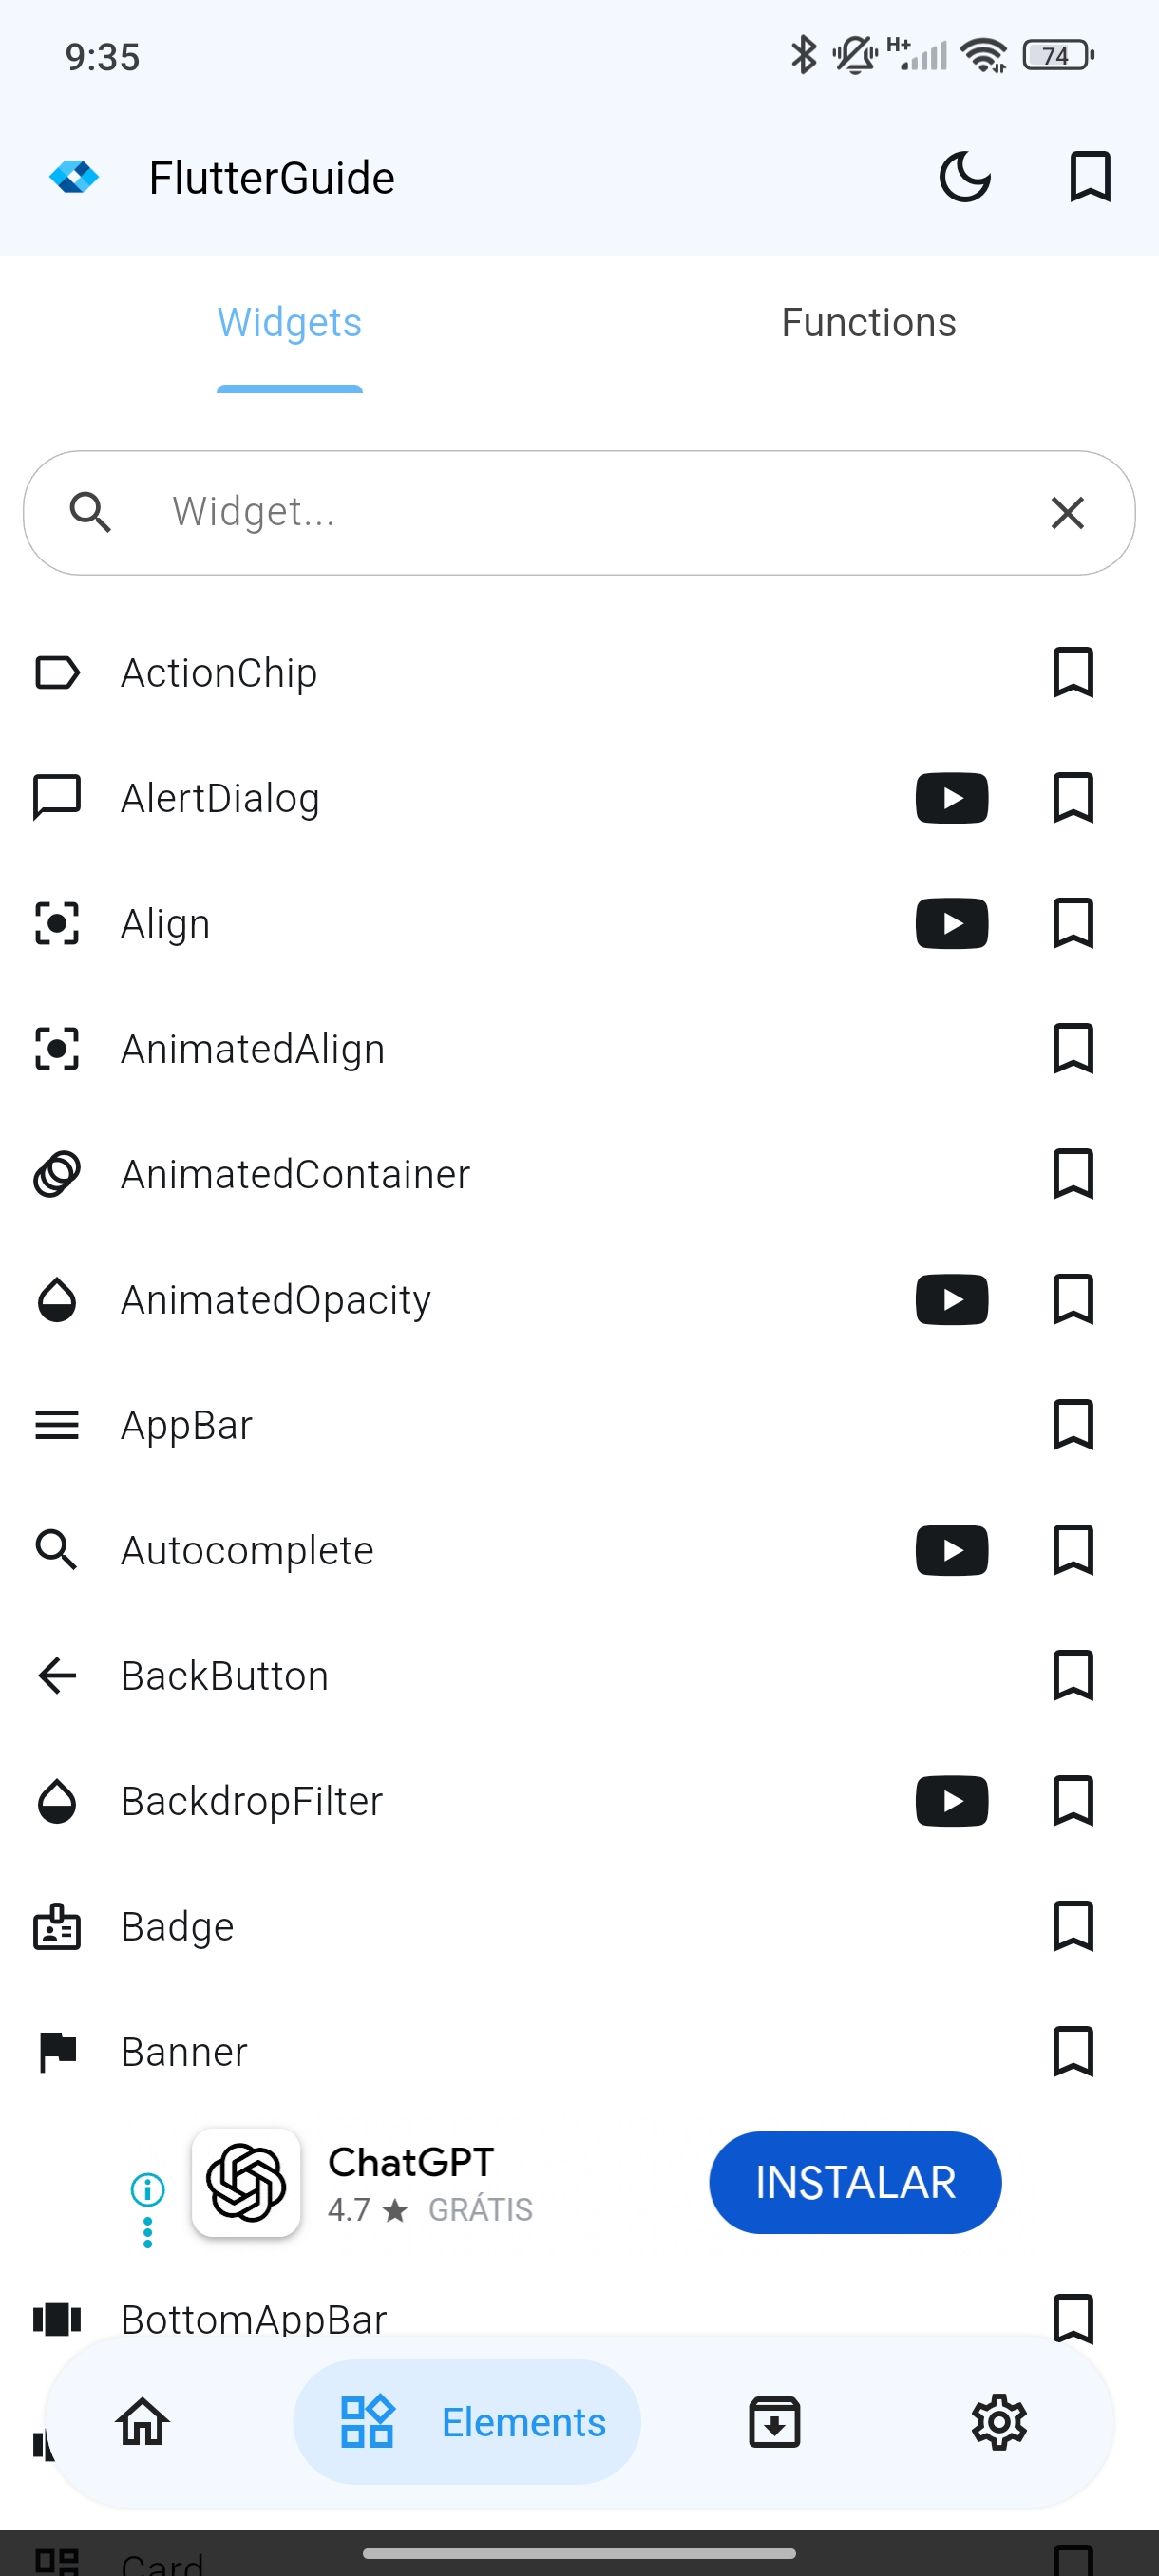 9:35
H+
74
FlutterGuide
Widgets
Functions
Widget...
ActionChip
AlertDialog
Align
AnimatedAlign
AnimatedContainer
AnimatedOpacity
AppBar
Autocomplete
BackButton
BackdropFilter
Badge
Banner
ChatGPT
4.7 ★ GRÁTIS
INSTALAR
BottomAppBar
Elements
Card